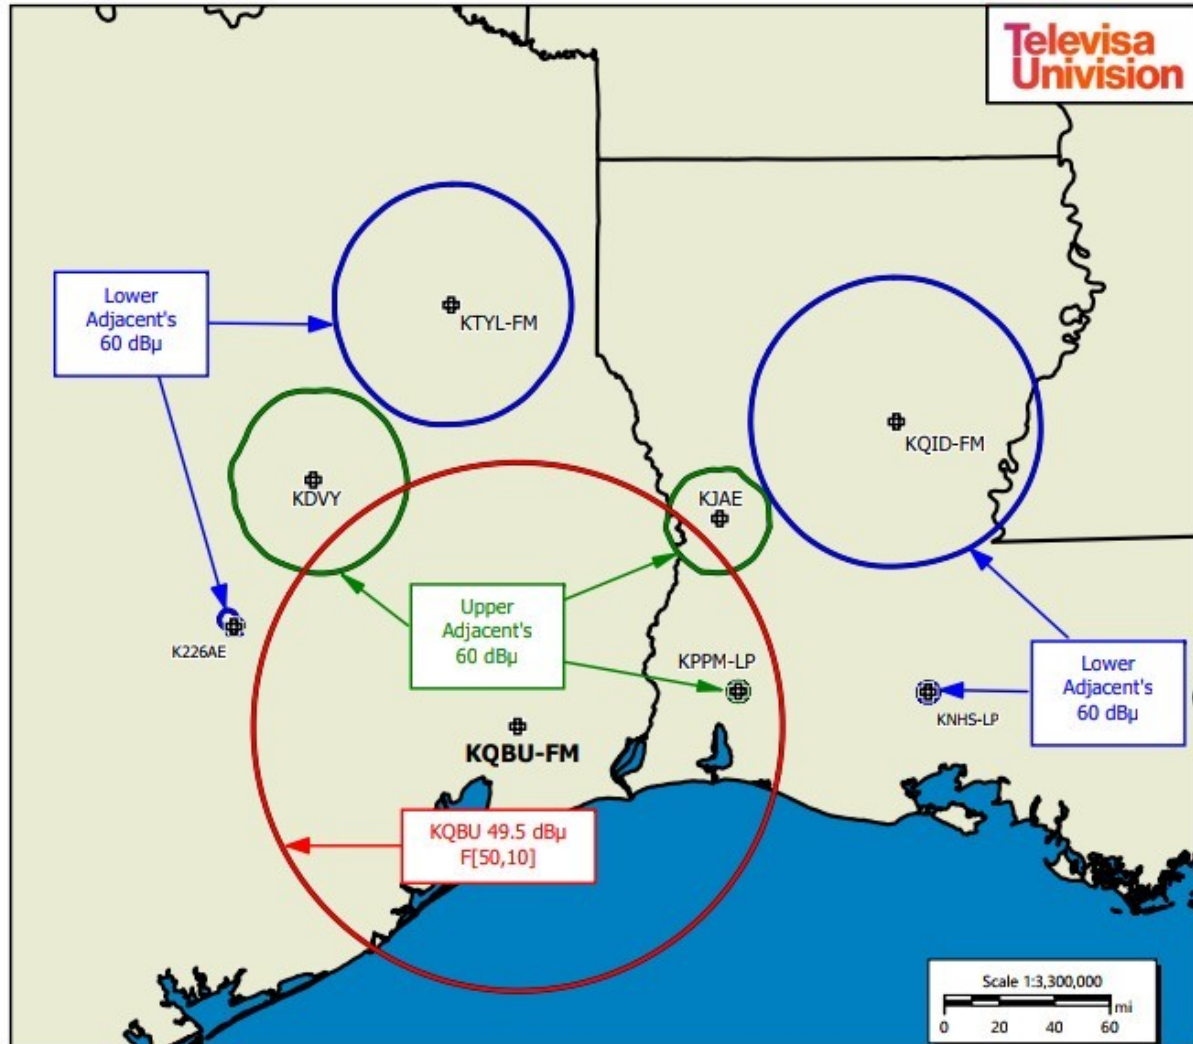 Televisa
Univision
Lower
Adjacent's
60 dBµ
KTYL-FM
KQID-FM
KDVY
KJAE
Upper
Adjacent's
60 dBµ
K226AE
KPPM-LP
Lower
Adjacent's
60 dBµ
KNHS-LP
KQBU-FM
KQBU 49.5 dBµ
F[50,10]
Scale 1:3,300,000
mi
0 20 40 60